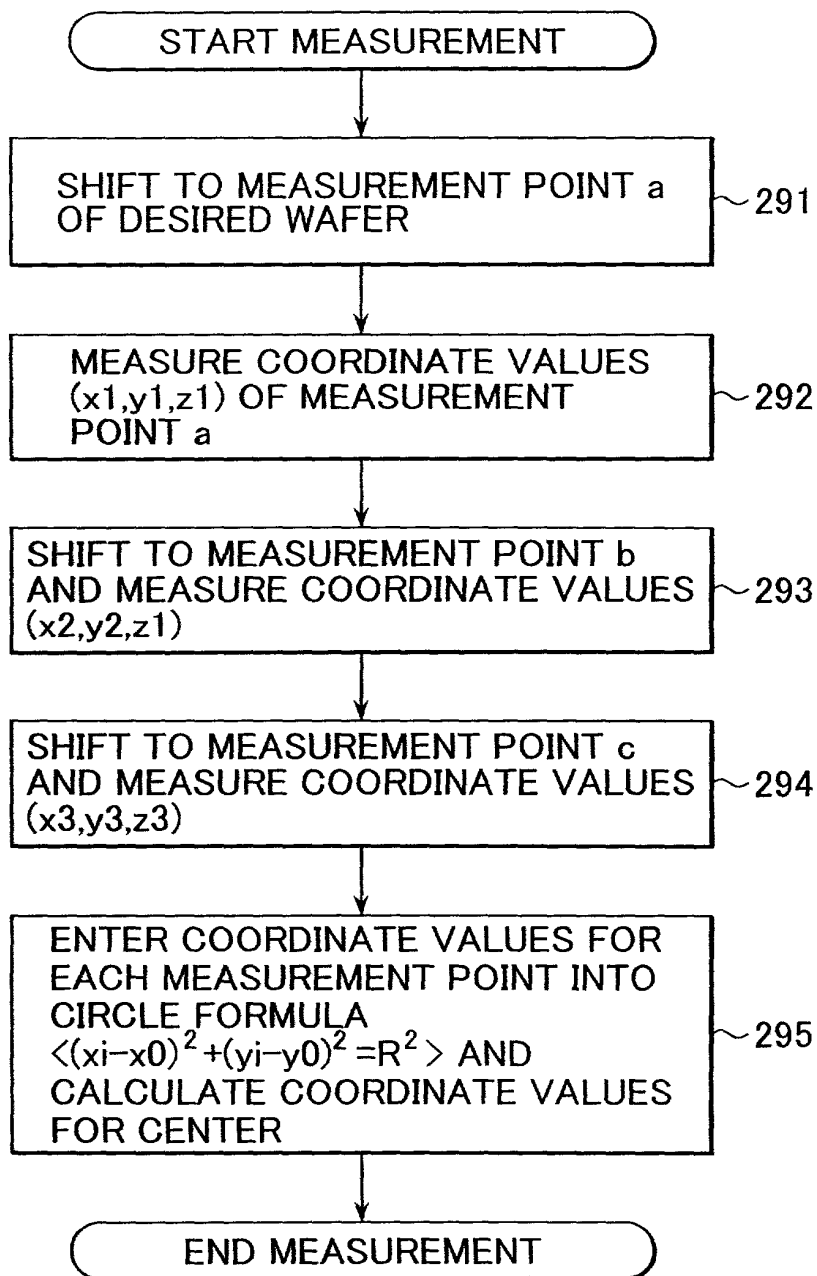 START MEASUREMENT
SHIFT TO MEASUREMENT POINT a
OF DESIRED WAFER
~291
MEASURE COORDINATE VALUES
(x1,y1,z1) OF MEASUREMENT
POINT a
~292
SHIFT TO MEASUREMENT POINT b
AND MEASURE COORDINATE VALUES
(x2,y2,z1)
~293
SHIFT TO MEASUREMENT POINT c
AND MEASURE COORDINATE VALUES
(x3,y3,z3)
~294
ENTER COORDINATE VALUES FOR
EACH MEASUREMENT POINT INTO
CIRCLE FORMULA
<(xi-x0)² +(yi-y0)² =R² > AND
CALCULATE COORDINATE VALUES
FOR CENTER
~295
END MEASUREMENT